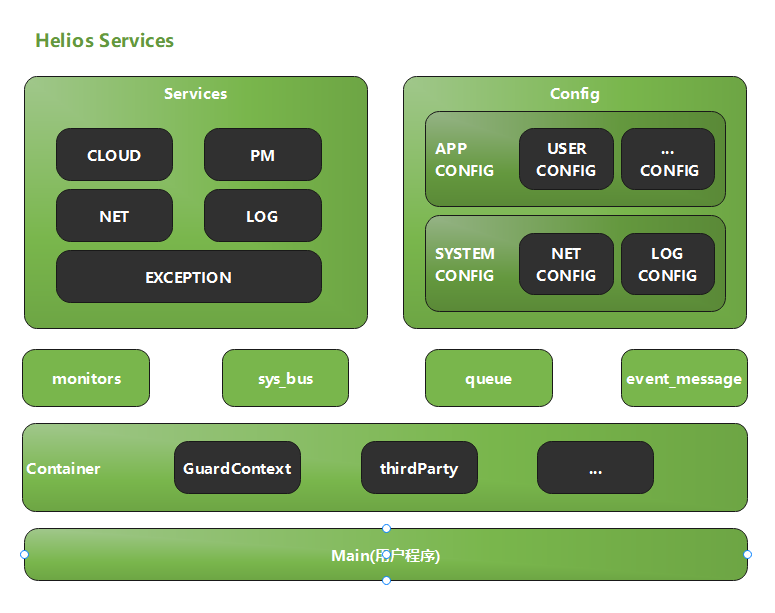 Helios Services
Services
CLOUD
PM
NET
LOG
EXCEPTION
Config
APP
CONFIG
USER
CONFIG
...
CONFIG
SYSTEM
CONFIG
NET
CONFIG
LOG
CONFIG
monitors
sys_bus
queue
event_message
Container
GuardContext
thirdParty
...
Main(用户程序)